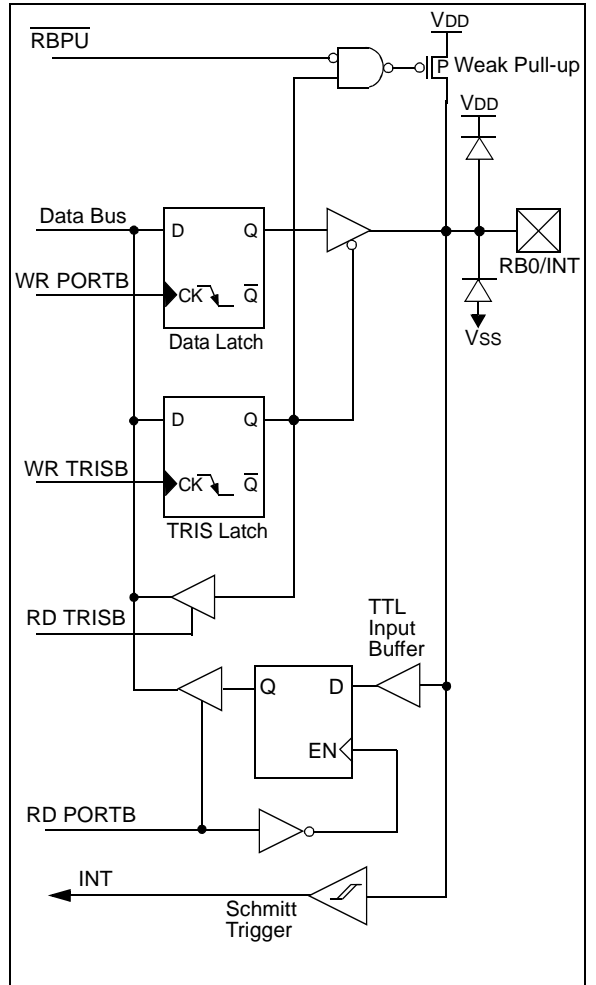 RBPU
VDD
P Weak Pull-up
VDD
Data Bus
D Q
RB0/INT
WR PORTB
CK Q
VSS
Data Latch
D Q
WR TRISB
CK Q
TRIS Latch
RD TRISB
TTL
Input
Buffer
Q D
EN
RD PORTB
INT
Schmitt
Trigger